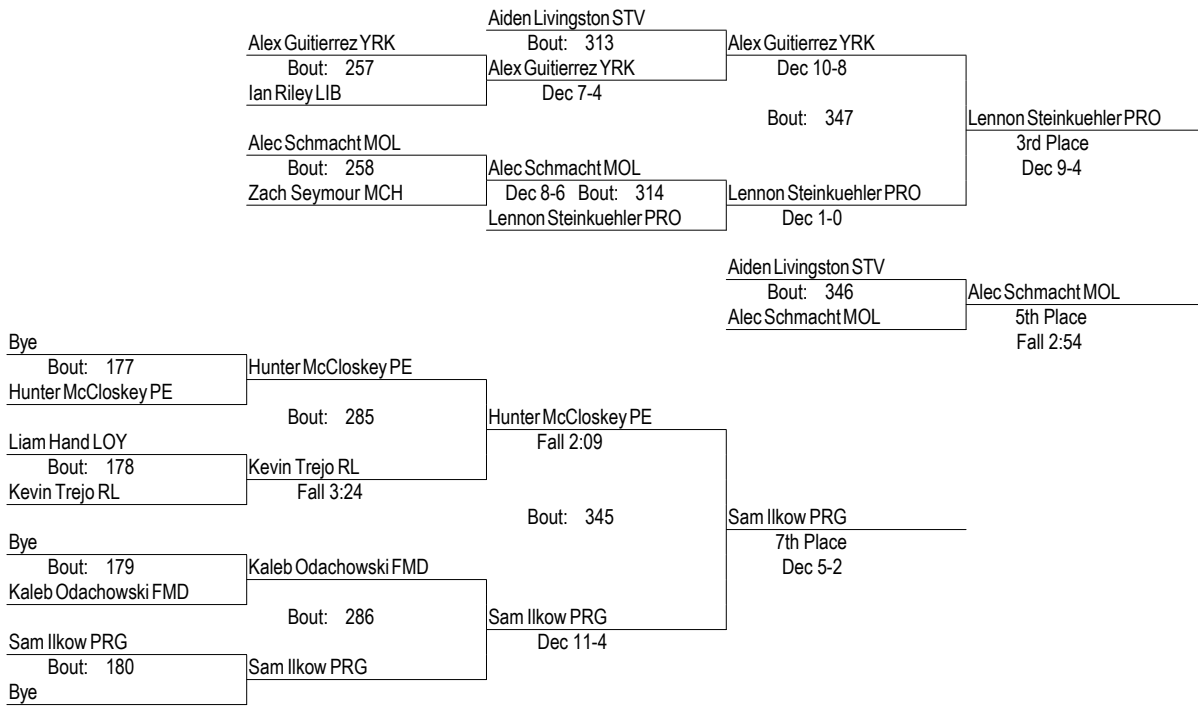 Aiden Livingston STV
Alex Guitierrez YRK
Bout: 313
Alex Guitierrez YRK
Bout: 257
Alex Guitierrez YRK
Dec 10-8
Ian Riley LIB
Dec 7-4
Bout: 347
Lennon Steinkuehler PRO
Alec Schmacht MOL
3rd Place
Bout: 258
Alec Schmacht MOL
Dec 9-4
Zach Seymour MCH
Dec 8-6 Bout: 314
Lennon Steinkuehler PRO
Lennon Steinkuehler PRO
Dec 1-0
Aiden Livingston STV
Bout: 346
Alec Schmacht MOL
Alec Schmacht MOL
5th Place
Fall 2:54
Bye
Bout: 177
Hunter McCloskey PE
Hunter McCloskey PE
Bout: 285
Hunter McCloskey PE
Liam Hand LOY
Fall 2:09
Bout: 178
Kevin Trejo RL
Kevin Trejo RL
Fall 3:24
Bout: 345
Sam Ilkow PRG
Bye
7th Place
Bout: 179
Kaleb Odachowski FMD
Dec 5-2
Kaleb Odachowski FMD
Bout: 286
Sam Ilkow PRG
Sam Ilkow PRG
Dec 11-4
Bout: 180
Sam Ilkow PRG
Bye